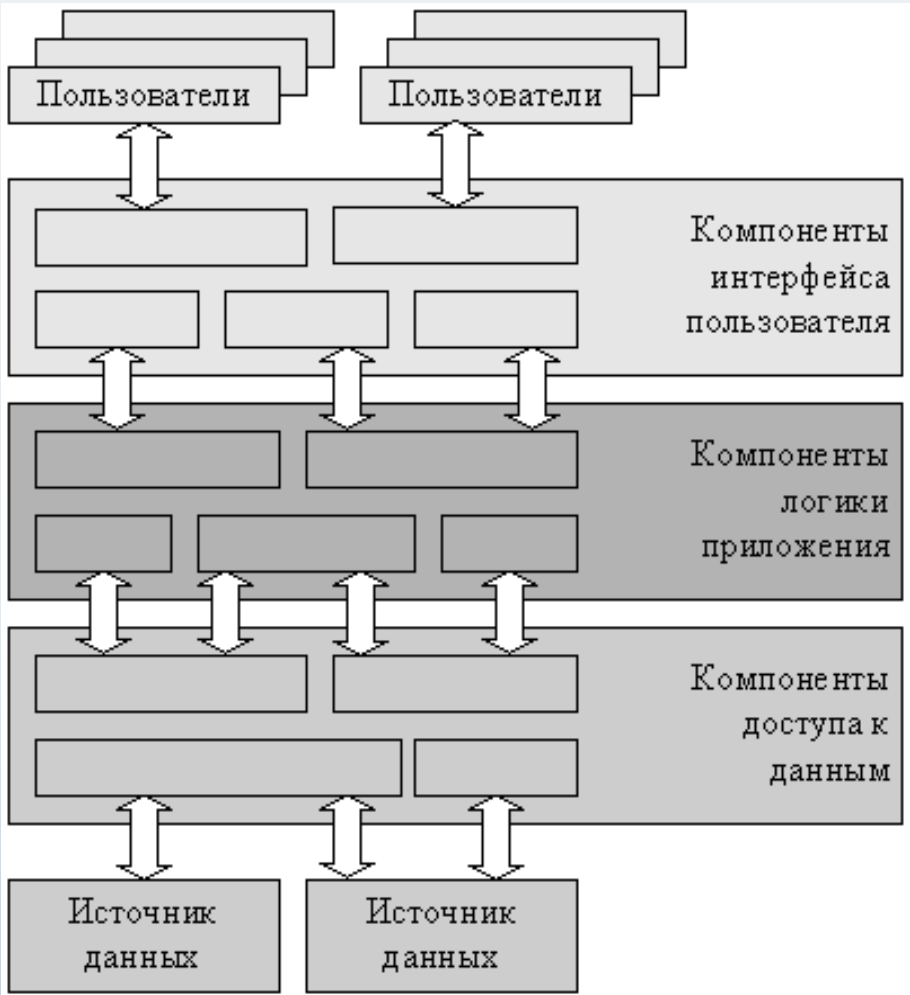 Пользователи
Пользователи
Компоненты
интерфейса
пользователя
Компоненты
логики
приложения
Компоненты
доступа к
данным
Источник
данных
Источник
данных